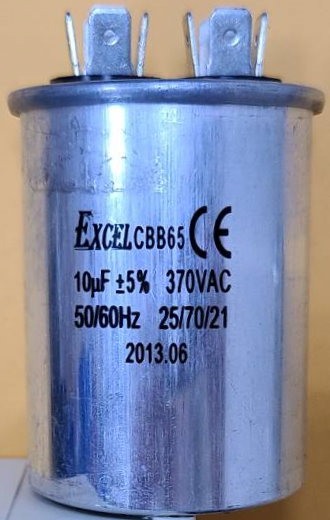 EXCEL CBB65 CE
10µF ±5% 370VAC
50/60Hz 25/70/21
2013.06